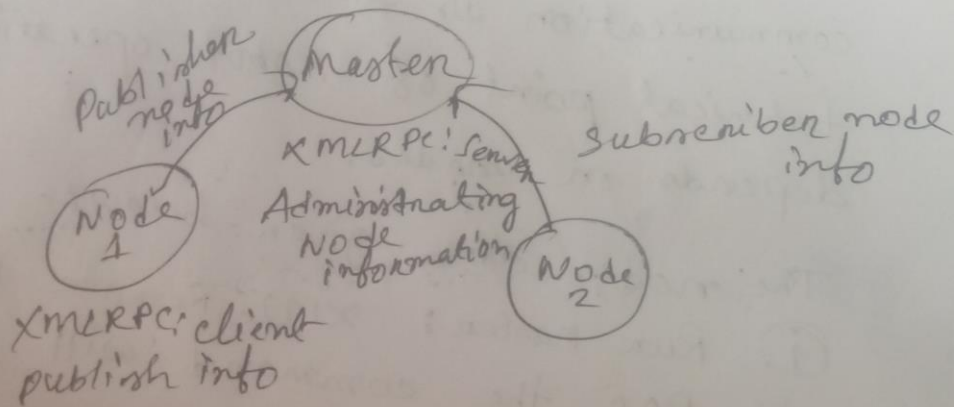 Publisher
node
info
Master
XMLRPC: Server
Administrating
Node
information
Subscriber node
info
Node
1
Node
2
XMLRPC: client
publish info